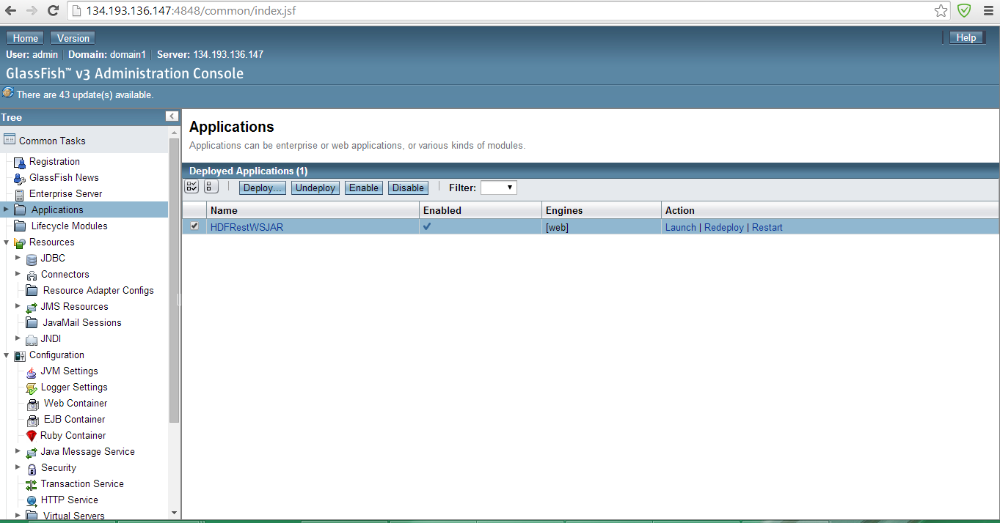 134.193.136.147:4848/common/index.jsf
Home Version Help
User: admin Domain: domain1 Server: 134.193.136.147
GlassFish™ v3 Administration Console
There are 43 update(s) available.
Tree
Common Tasks
Registration
GlassFish News
Enterprise Server
Applications
Lifecycle Modules
Resources
JDBC
Connectors
Resource Adapter Configs
JMS Resources
JavaMail Sessions
JNDI
Configuration
JVM Settings
Logger Settings
Web Container
EJB Container
Ruby Container
Java Message Service
Security
Transaction Service
HTTP Service
Virtual Servers
Applications
Applications can be enterprise or web applications, or various kinds of modules.
Deployed Applications (1)
Deploy... Undeploy Enable Disable Filter:
Name Enabled Engines Action
HDFRestWSJAR [web] Launch | Redeploy | Restart